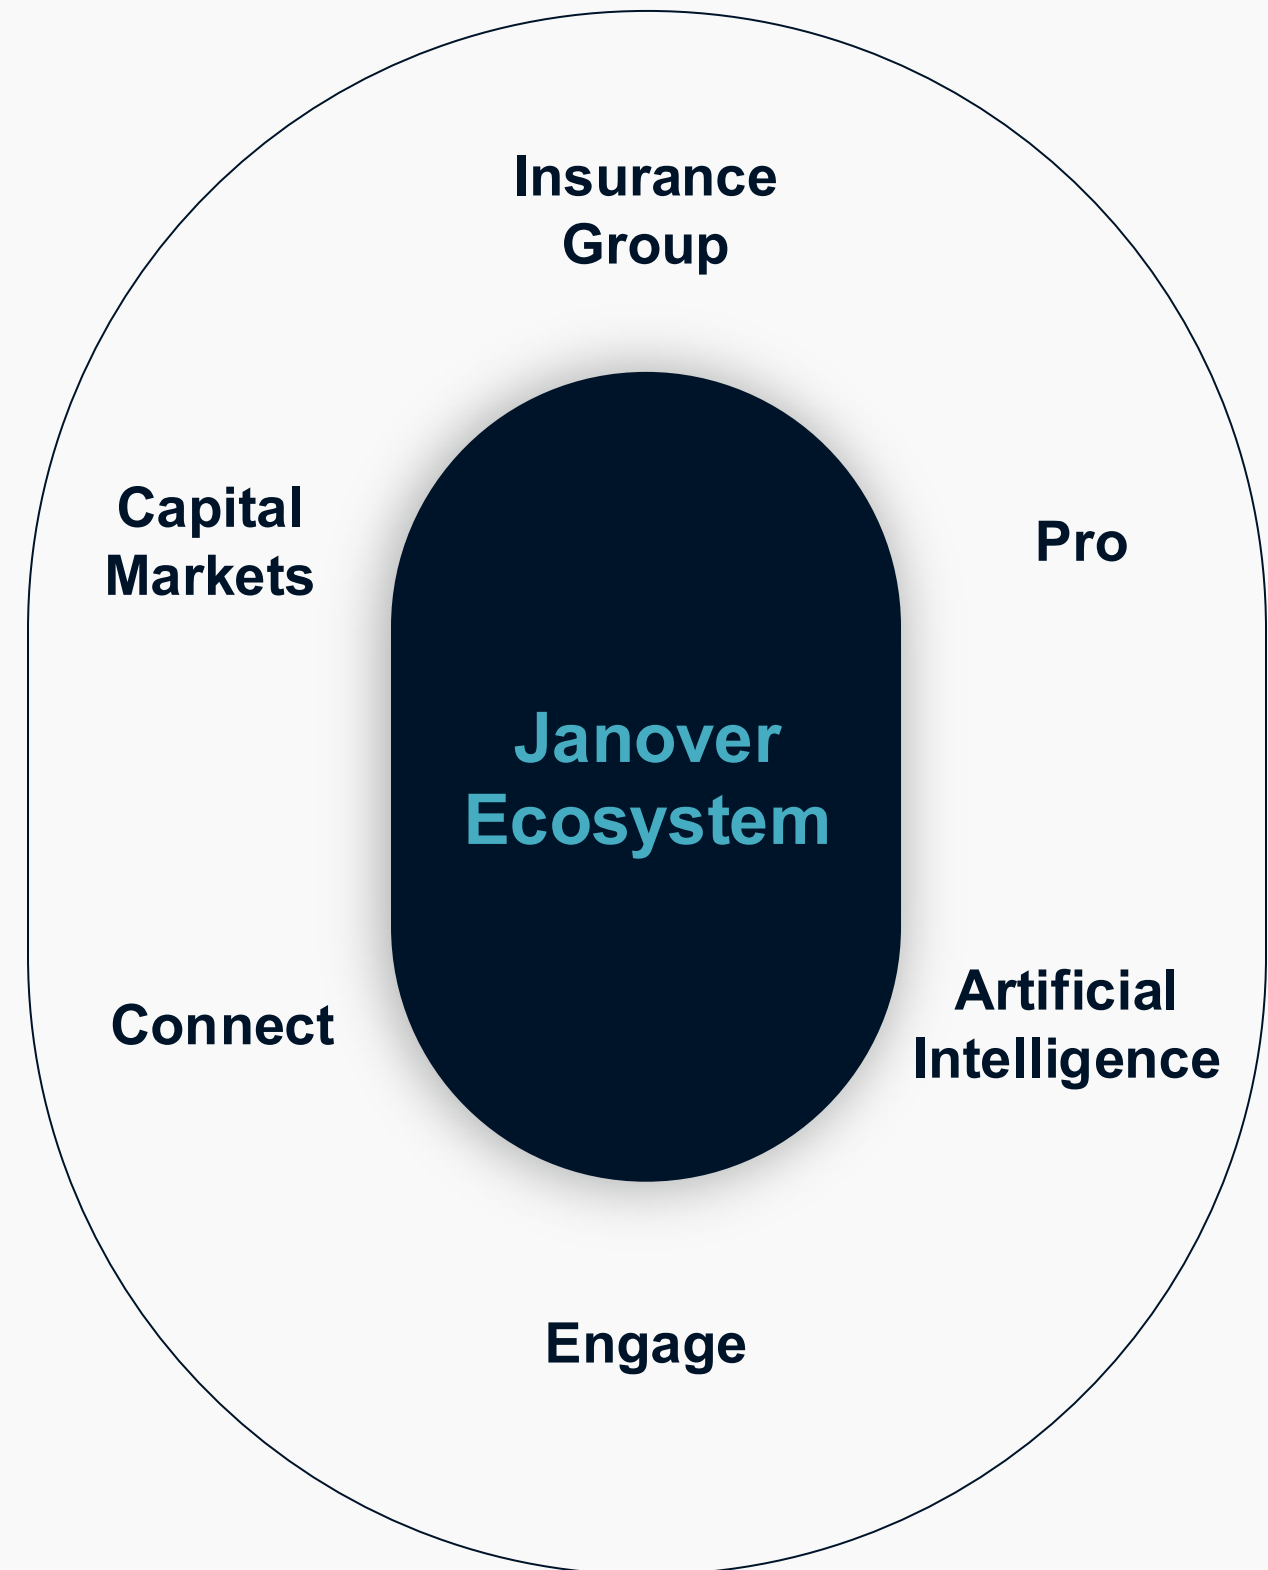 Insurance
Group
Capital
Markets
Pro
Janover
Ecosystem
Connect
Artificial
Intelligence
Engage